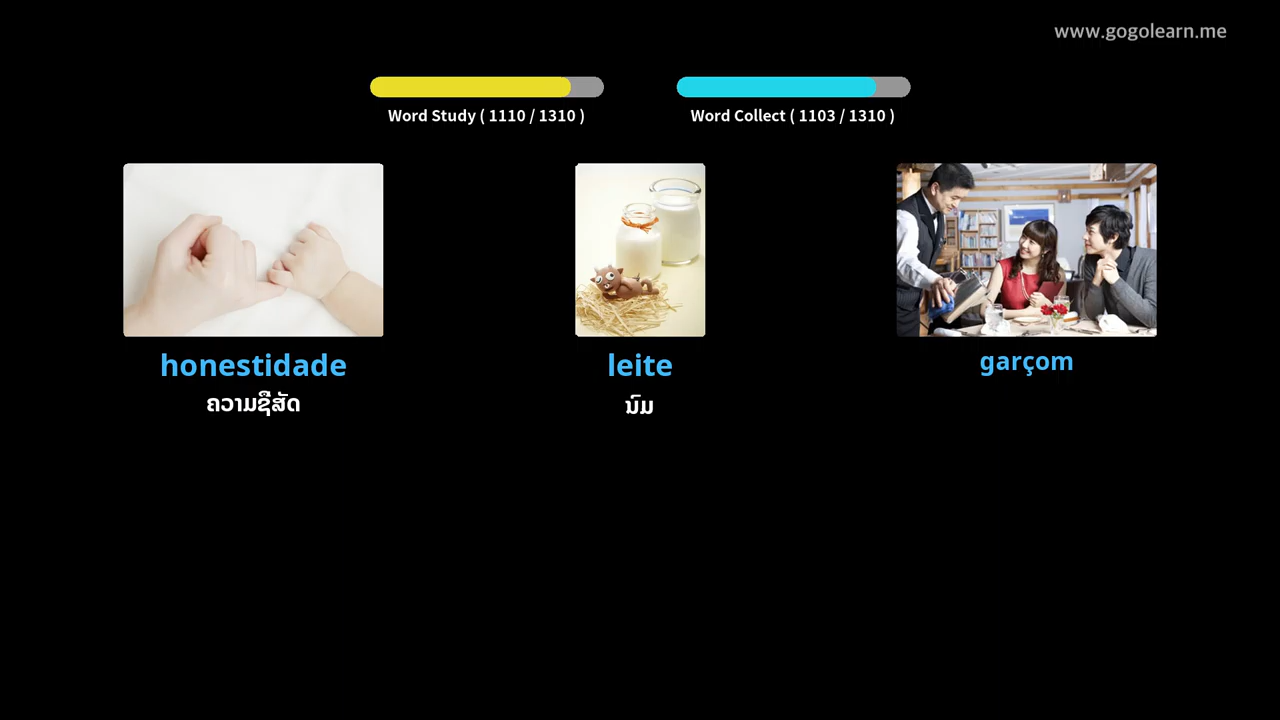 www.gogolearn.me
Word Study ( 1110 / 1310 )
Word Collect ( 1103 / 1310 )
honestidade
ຄວາມຊື່ສັດ
leite
ນົມ
garçom